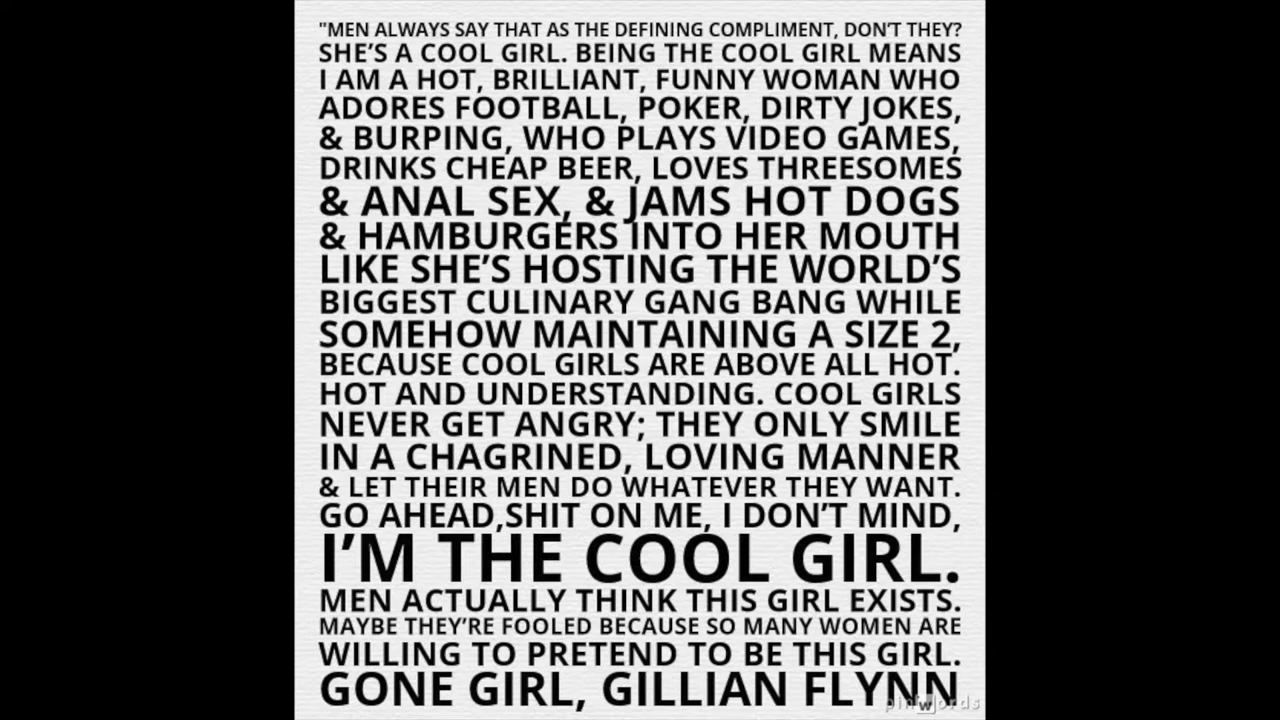 "MEN ALWAYS SAY THAT AS THE DEFINING COMPLIMENT, DON'T THEY?
SHE'S A COOL GIRL. BEING THE COOL GIRL MEANS
I AM A HOT, BRILLIANT, FUNNY WOMAN WHO
ADORES FOOTBALL, POKER, DIRTY JOKES,
& BURPING, WHO PLAYS VIDEO GAMES,
DRINKS CHEAP BEER, LOVES THREESOMES
& ANAL SEX, & JAMS HOT DOGS
& HAMBURGERS INTO HER MOUTH
LIKE SHE'S HOSTING THE WORLD'S
BIGGEST CULINARY GANG BANG WHILE
SOMEHOW MAINTAINING A SIZE 2,
BECAUSE COOL GIRLS ARE ABOVE ALL HOT.
HOT AND UNDERSTANDING. COOL GIRLS
NEVER GET ANGRY; THEY ONLY SMILE
IN A CHAGRINED, LOVING MANNER
& LET THEIR MEN DO WHATEVER THEY WANT.
GO AHEAD,SHIT ON ME, I DON'T MIND,
I'M THE COOL GIRL.
MEN ACTUALLY THINK THIS GIRL EXISTS.
MAYBE THEY'RE FOOLED BECAUSE SO MANY WOMEN ARE
WILLING TO PRETEND TO BE THIS GIRL.
GONE GIRL, GILLIAN FLYNN
pinwords